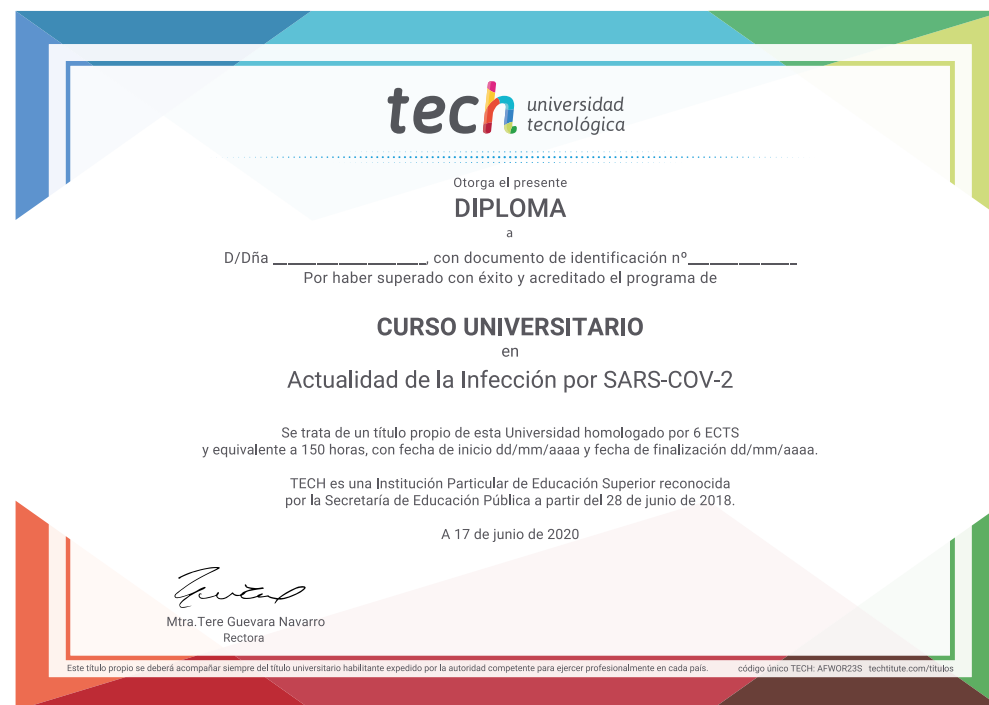 tech universidad
tecnológica
Otorga el presente
DIPLOMA
a
D/Dña ____________________, con documento de identificación nº______________
Por haber superado con éxito y acreditado el programa de
CURSO UNIVERSITARIO
en
Actualidad de la Infección por SARS-COV-2
Se trata de un título propio de esta Universidad homologado por 6 ECTS
y equivalente a 150 horas, con fecha de inicio dd/mm/aaaa y fecha de finalización dd/mm/aaaa.
TECH es una Institución Particular de Educación Superior reconocida
por la Secretaría de Educación Pública a partir del 28 de junio de 2018.
A 17 de junio de 2020
Mtra.Tere Guevara Navarro
Rectora
Este título propio se deberá acompañar siempre del título universitario habilitante expedido por la autoridad competente para ejercer profesionalmente en cada país. código único TECH: AFWOR23S techtitute.com/titulos